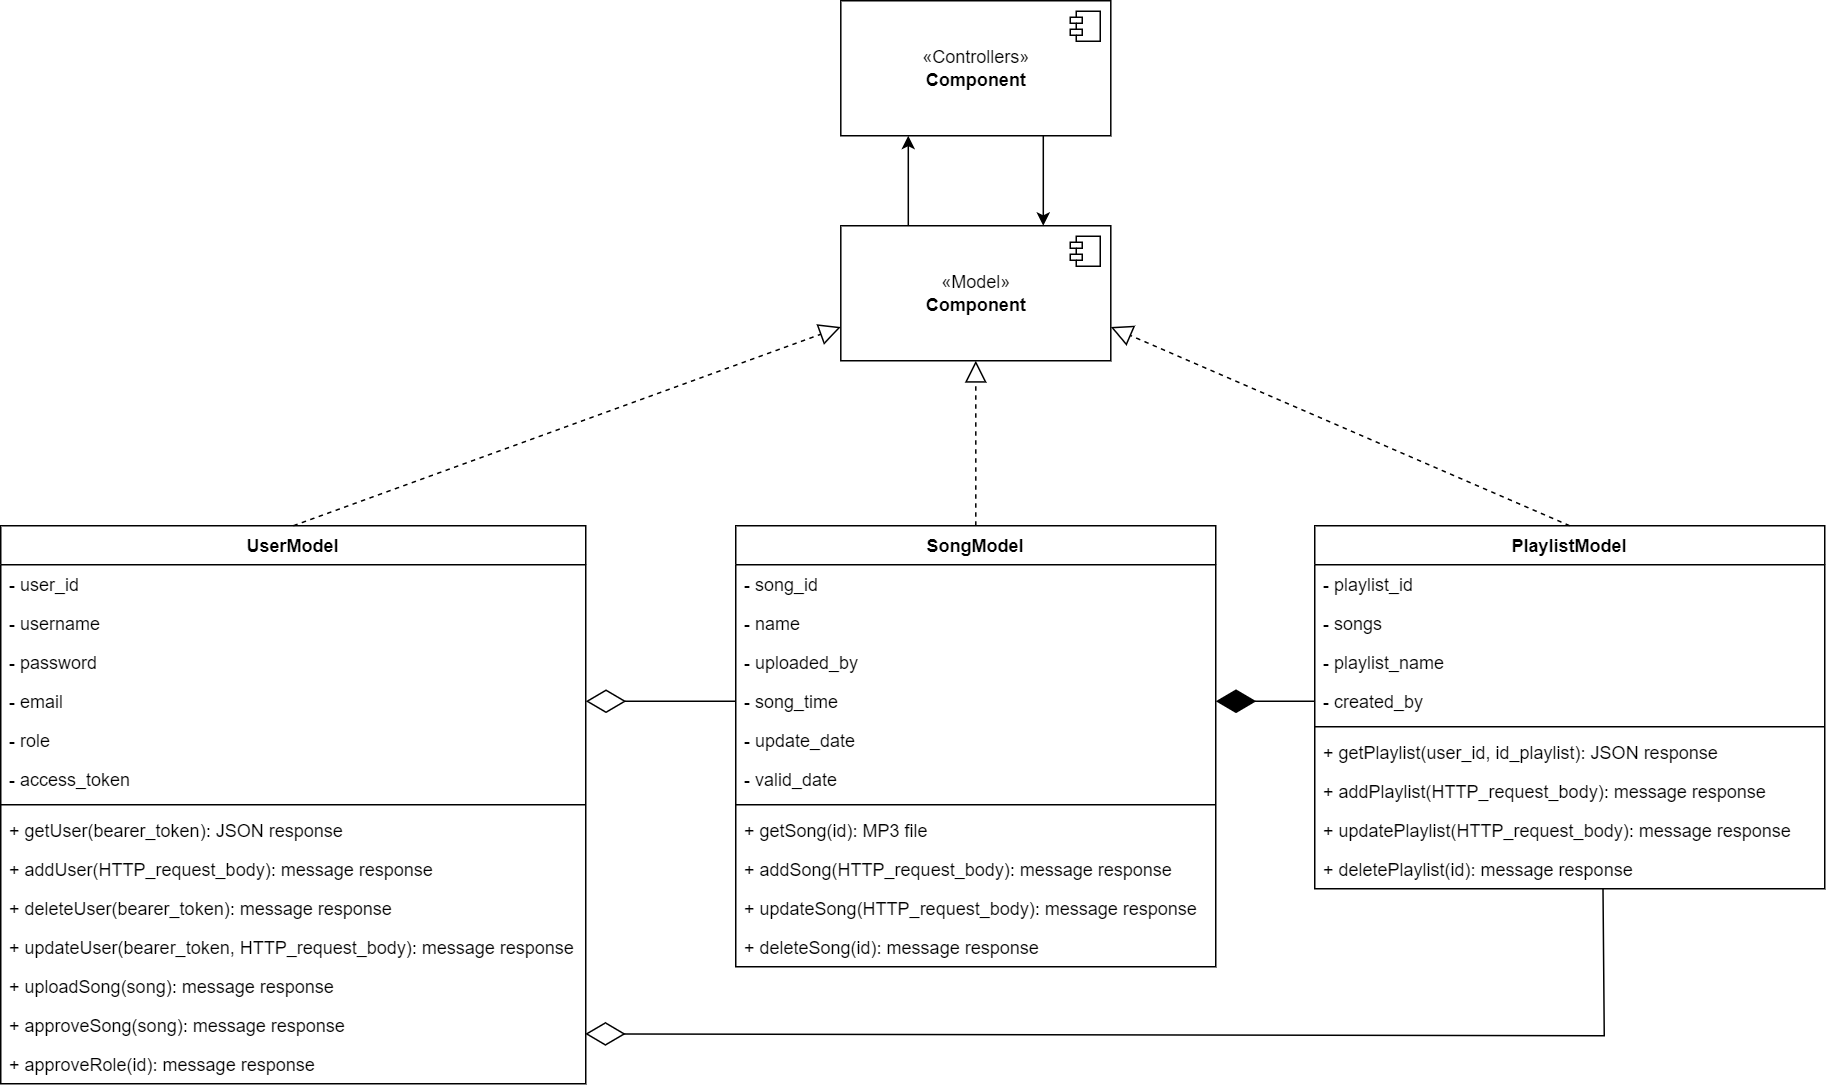 «Controllers»
Component
«Model»
Component
UserModel
- user_id
- username
- password
- email
- role
- access_token
+ getUser(bearer_token): JSON response
+ addUser(HTTP_request_body): message response
+ deleteUser(bearer_token): message response
+ updateUser(bearer_token, HTTP_request_body): message response
+ uploadSong(song): message response
+ approveSong(song): message response
+ approveRole(id): message response
SongModel
- song_id
- name
- uploaded_by
- song_time
- update_date
- valid_date
+ getSong(id): MP3 file
+ addSong(HTTP_request_body): message response
+ updateSong(HTTP_request_body): message response
+ deleteSong(id): message response
PlaylistModel
- playlist_id
- songs
- playlist_name
- created_by
+ getPlaylist(user_id, id_playlist): JSON response
+ addPlaylist(HTTP_request_body): message response
+ updatePlaylist(HTTP_request_body): message response
+ deletePlaylist(id): message response